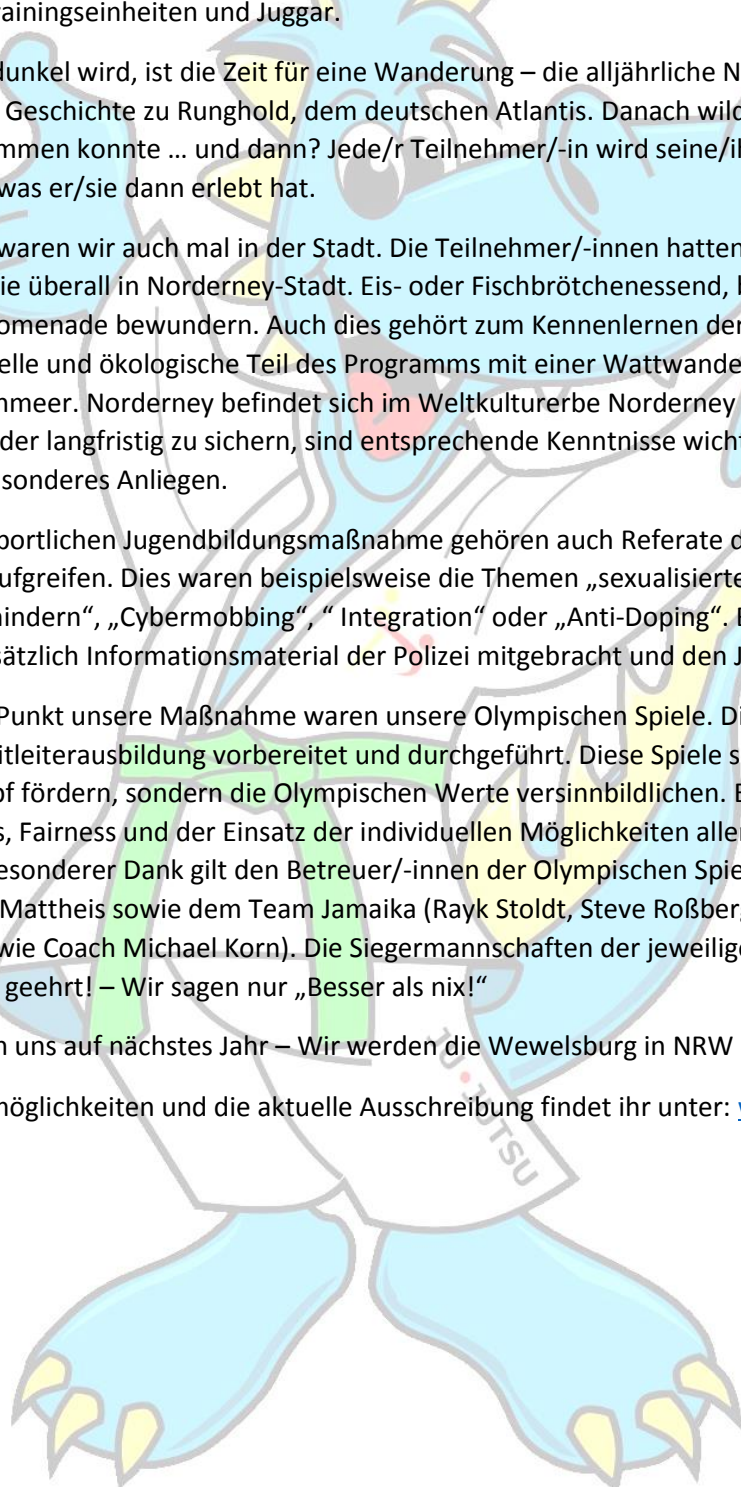 rainingseinheiten und Juggar.
dunkel wird, ist die Zeit für eine Wanderung – die alljährliche N
Geschichte zu Runghold, dem deutschen Atlantis. Danach wild
mmen konnte … und dann? Jede/r Teilnehmer/-in wird seine/ih
was er/sie dann erlebt hat.
waren wir auch mal in der Stadt. Die Teilnehmer/-innen hatten
ie überall in Norderney-Stadt. Eis- oder Fischbrötchenessend,
omenade bewundern. Auch dies gehört zum Kennenlernen der
elle und ökologische Teil des Programms mit einer Wattwande
nmeer. Norderney befindet sich im Weltkulturerbe Norderney
der langfristig zu sichern, sind entsprechende Kenntnisse wicht
sonderes Anliegen.
portlichen Jugendbildungsmaßnahme gehören auch Referate d
ufgreifen. Dies waren beispielsweise die Themen „sexualisierte
indern“, „Cybermobbing“, “ Integration“ oder „Anti-Doping“. E
sätzlich Informationsmaterial der Polizei mitgebracht und den J
Punkt unsere Maßnahme waren unsere Olympischen Spiele. Di
itleiterausbildung vorbereitet und durchgeführt. Diese Spiele s
of fördern, sondern die Olympischen Werte versinnbildlichen. E
s, Fairness und der Einsatz der individuellen Möglichkeiten aller
esonderer Dank gilt den Betreuer/-innen der Olympischen Spie
Mattheis sowie dem Team Jamaika (Rayk Stoldt, Steve Roßberg
wie Coach Michael Korn). Die Siegermannschaften der jeweilige
geehrt! – Wir sagen nur „Besser als nix!“
n uns auf nächstes Jahr – Wir werden die Wewelsburg in NRW
möglichkeiten und die aktuelle Ausschreibung findet ihr unter:
JU-JUTSU